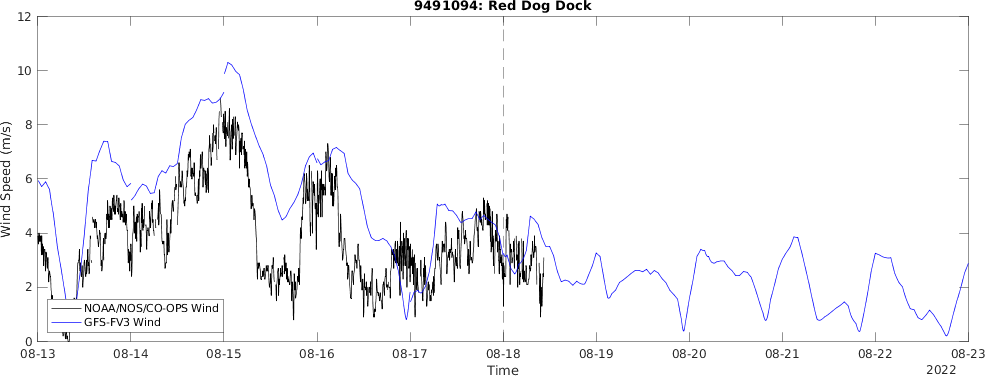 9491094: Red Dog Dock
Wind Speed (m/s)
12
10
8
6
4
2
0
NOAA/NOS/CO-OPS Wind
GFS-FV3 Wind
08-13 08-14 08-15 08-16 08-17 08-18 08-19 08-20 08-21 08-22 08-23
Time
2022